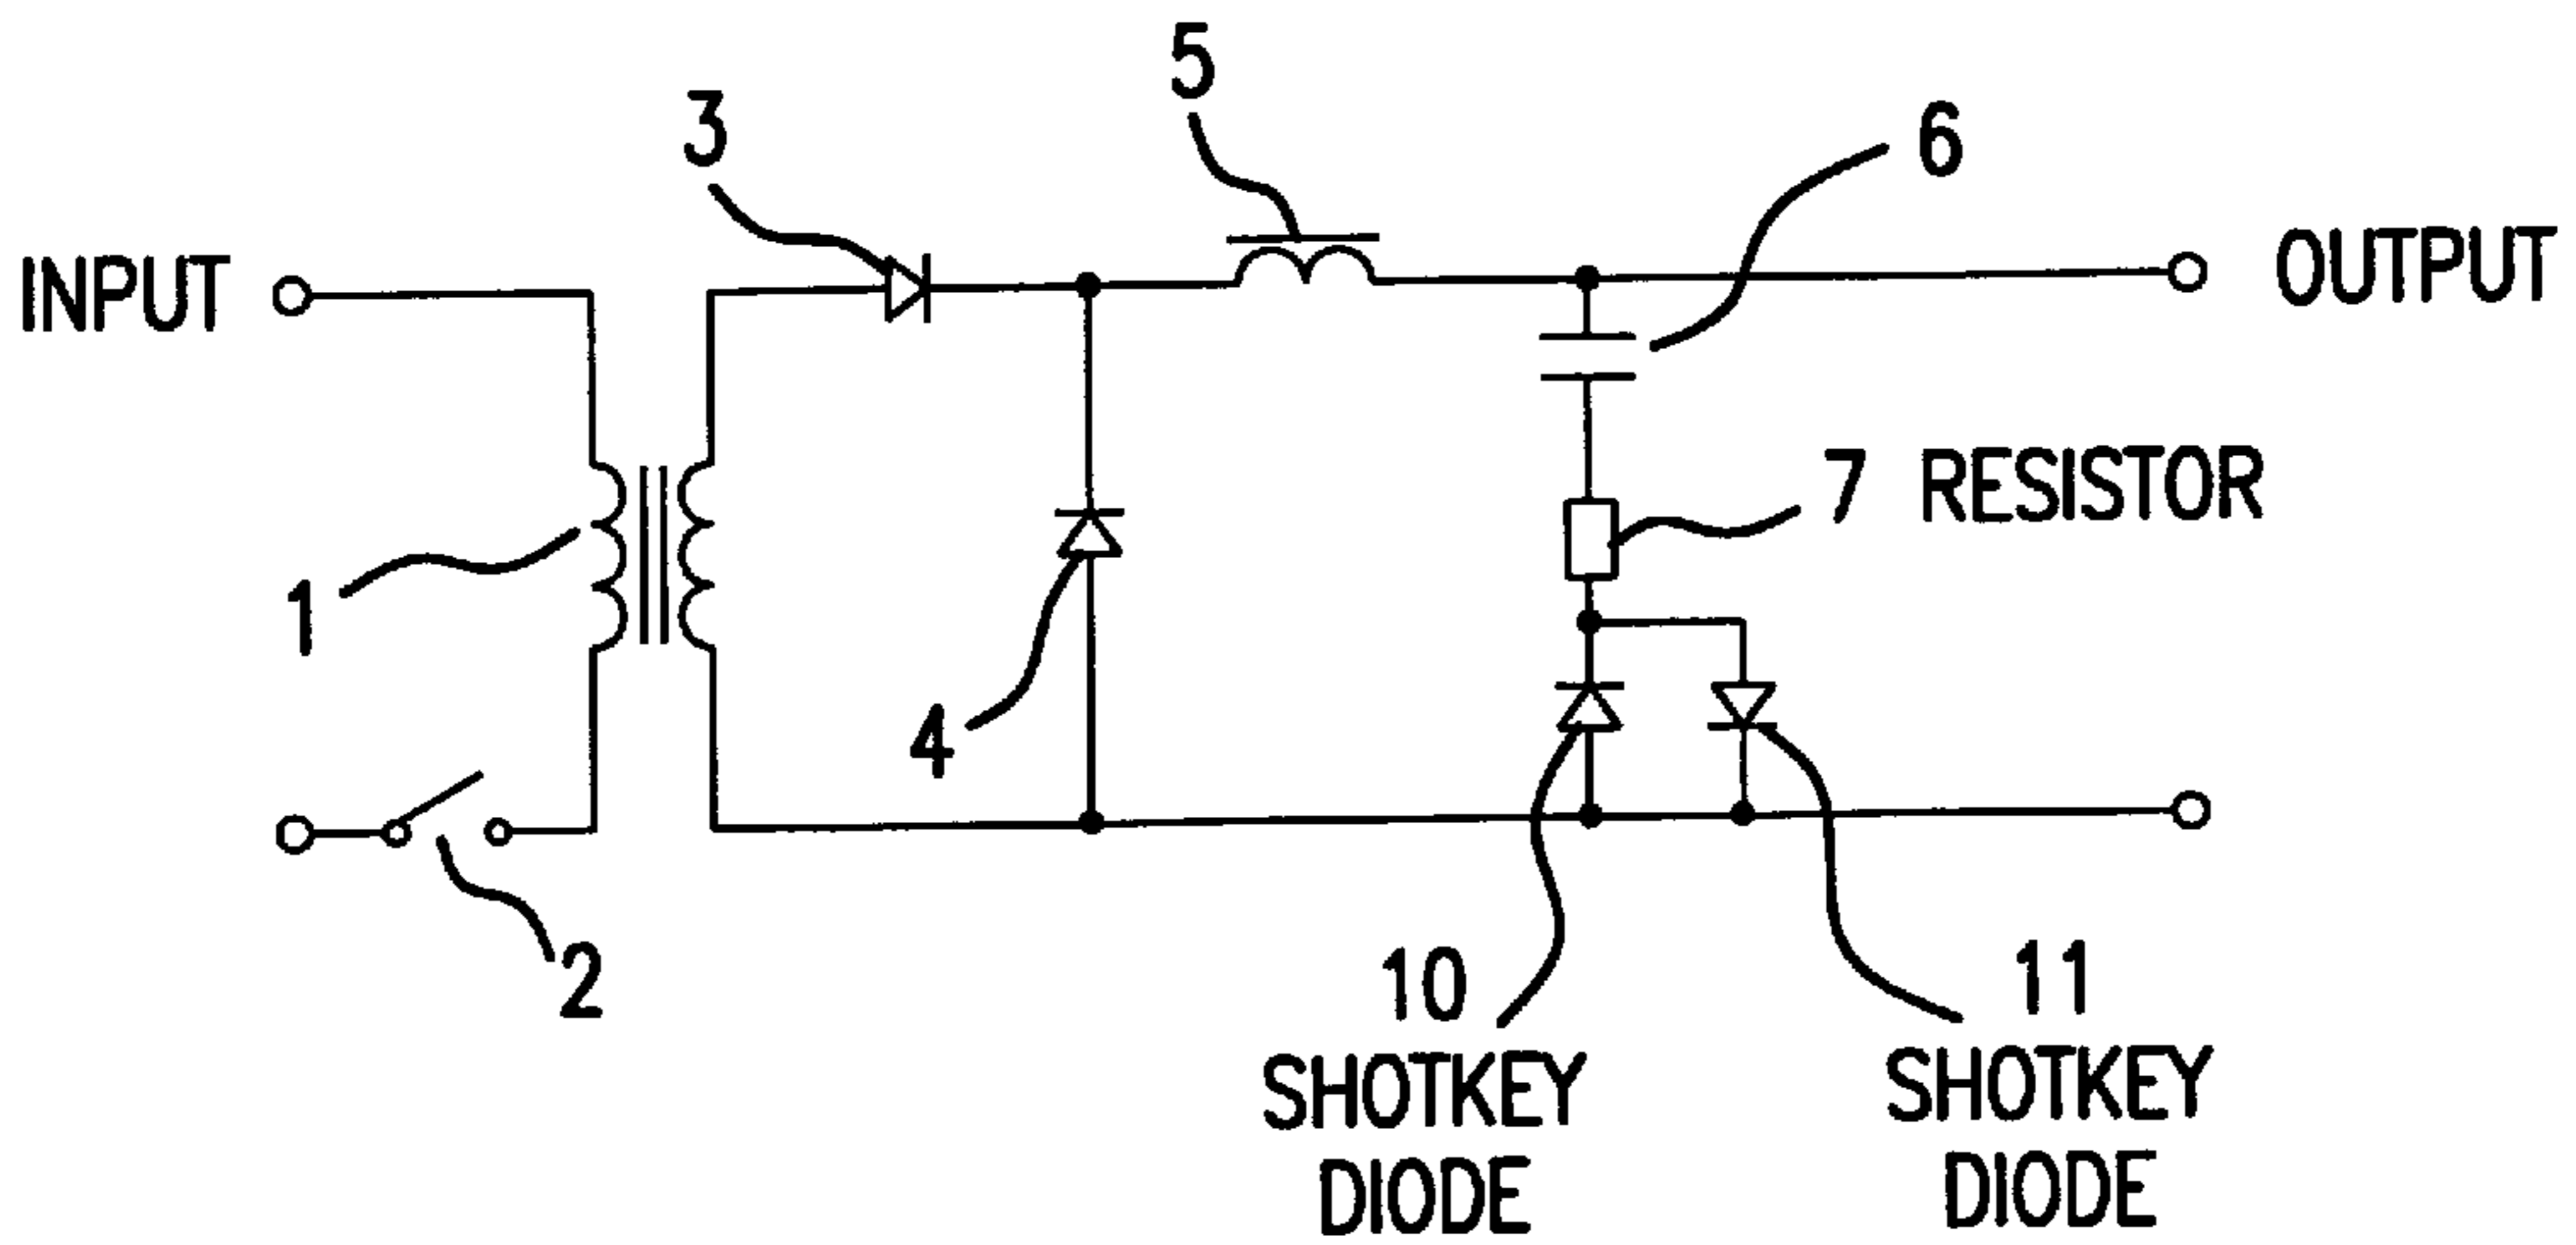 5
3
6
INPUT
OUTPUT
7 RESISTOR
1
4
2
10
SHOTKEY
DIODE
11
SHOTKEY
DIODE